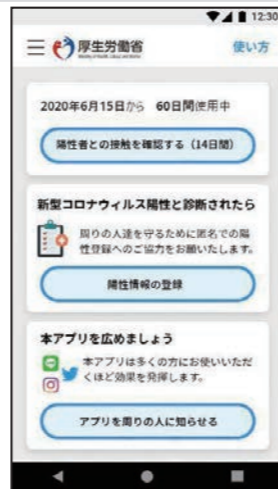 12:30
厚生労働省
使い方
2020年6月15日から 60日間使用中
陽性者との接触を確認する（14日間）
新型コロナウィルス陽性と診断されたら
周りの人達を守るために匿名での陽
性登録へのご協力をお願いたします。
陽性情報の登録
本アプリを広めましょう
本アプリは多くの方にお使いいただ
くほど効果を発揮します。
アプリを周りの人に知らせる